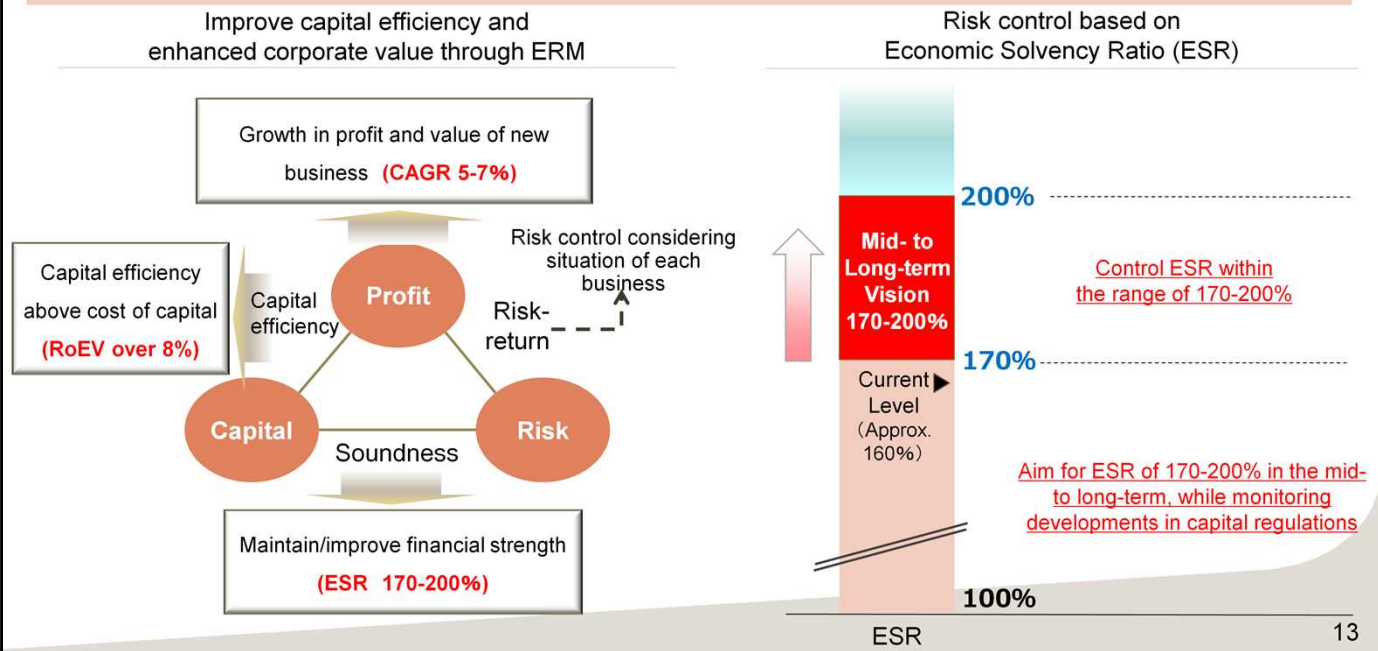 Improve capital efficiency and
enhanced corporate value through ERM
Growth in profit and value of new
business (CAGR 5-7%)
Capital efficiency
above cost of capital
(RoEV over 8%)
Capital
efficiency
Profit
Risk-
return
Risk control considering
situation of each
business
Capital
Risk
Soundness
Maintain/improve financial strength
(ESR 170-200%)
Risk control based on
Economic Solvency Ratio (ESR)
200%
Mid- to
Long-term
Vision
170-200%
Control ESR within
the range of 170-200%
170%
Current
Level
(Approx.
160%)
Aim for ESR of 170-200% in the mid-
to long-term, while monitoring
developments in capital regulations
100%
ESR
13